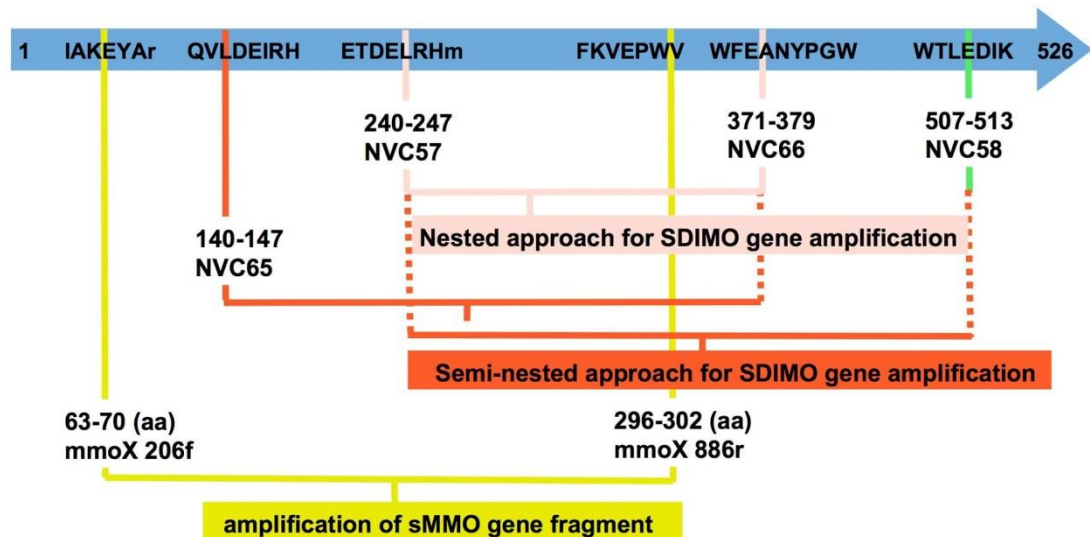 1 IAKEYAr QVLDEIRH ETDELRHm FKVEPWV WFEANYPGW WTLEDIK 526
240-247
NVC57
371-379
NVC66
507-513
NVC58
140-147
NVC65
Nested approach for SDIMO gene amplification
Semi-nested approach for SDIMO gene amplification
63-70 (aa)
mmoX 206f
296-302 (aa)
mmoX 886r
amplification of sMMO gene fragment